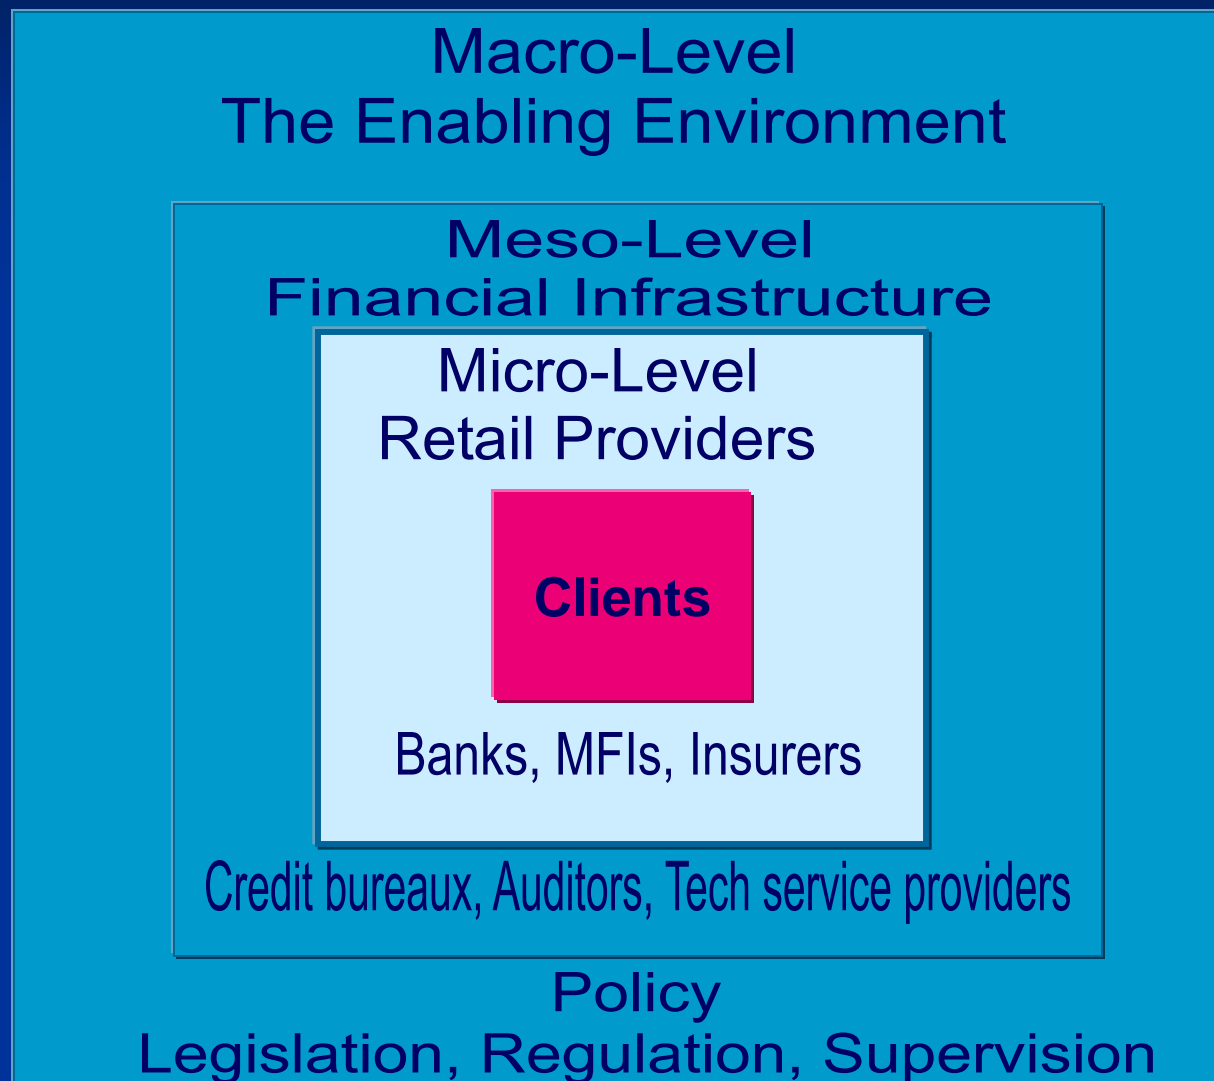 Macro-Level
The Enabling Environment
Meso-Level
Financial Infrastructure
Micro-Level
Retail Providers
Clients
Banks, MFIs, Insurers
Credit bureaux, Auditors, Tech service providers
Policy
Legislation, Regulation, Supervision